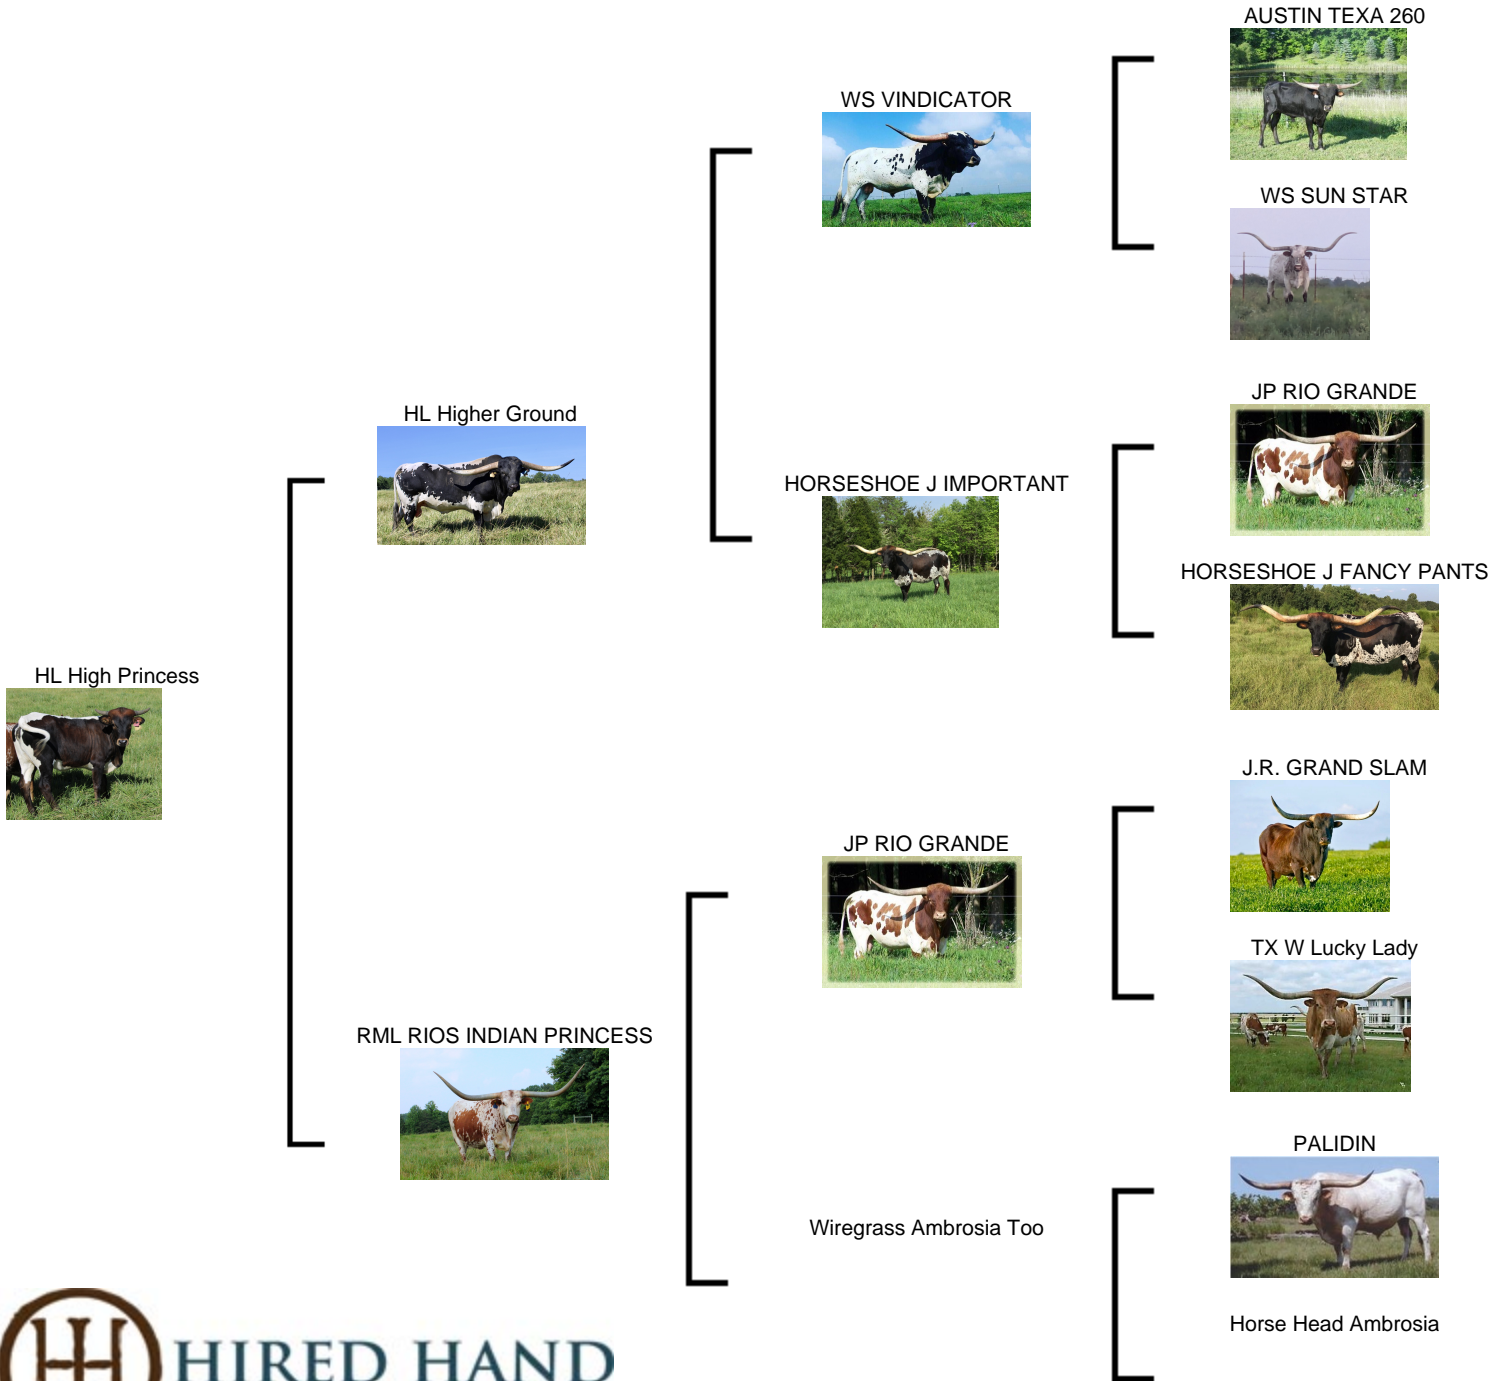 AUSTIN TEXA 260
WS VINDICATOR
WS SUN STAR
JP RIO GRANDE
HL Higher Ground
HORSESHOE J IMPORTANT
HORSESHOE J FANCY PANTS
HL High Princess
J.R. GRAND SLAM
JP RIO GRANDE
TX W Lucky Lady
RML RIOS INDIAN PRINCESS
PALIDIN
Wiregrass Ambrosia Too
Horse Head Ambrosia
HIRED HAND